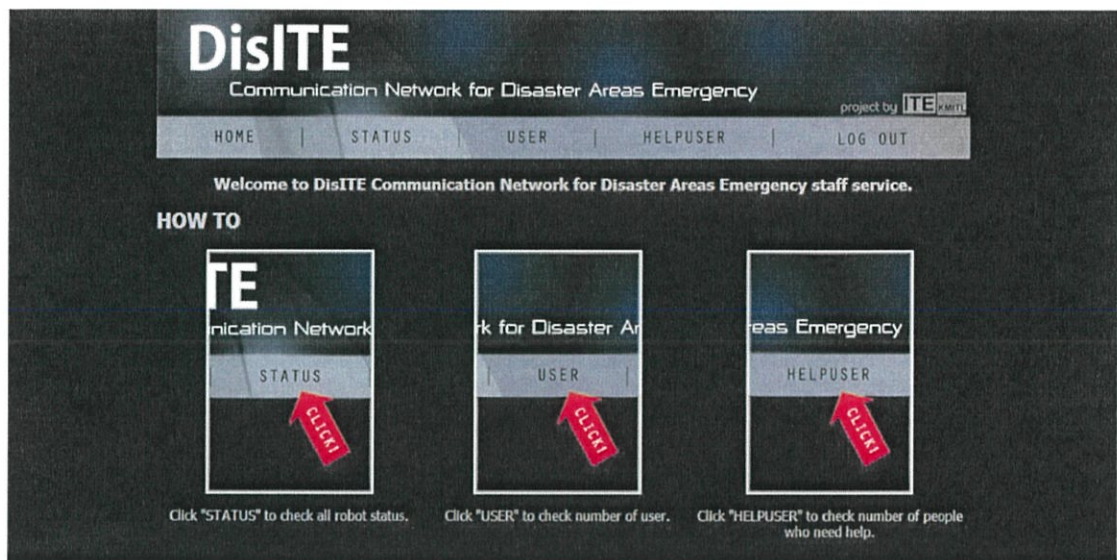 DisITE
Communication Network for Disaster Areas Emergency
project by ITE KMITL
HOME | STATUS | USER | HELPUSER | LOG OUT
Welcome to DisITE Communication Network for Disaster Areas Emergency staff service.
HOW TO
TE
nication Network
STATUS
CLICK!
rk for Disaster Ar
USER
CLICK!
eas Emergency
HELPUSER
CLICK!
Click "STATUS" to check all robot status.
Click "USER" to check number of user.
Click "HELPUSER" to check number of people
who need help.